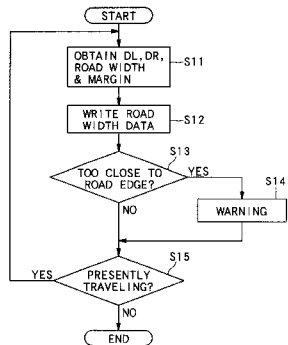 START
OBTAIN DL, DR,
ROAD WIDTH
& MARGIN
S11
WRITE ROAD
WIDTH DATA
S12
S13
TOO CLOSE TO
ROAD EDGE?
YES
S14
WARNING
NO
S15
YES
PRESENTLY
TRAVELING?
NO
END